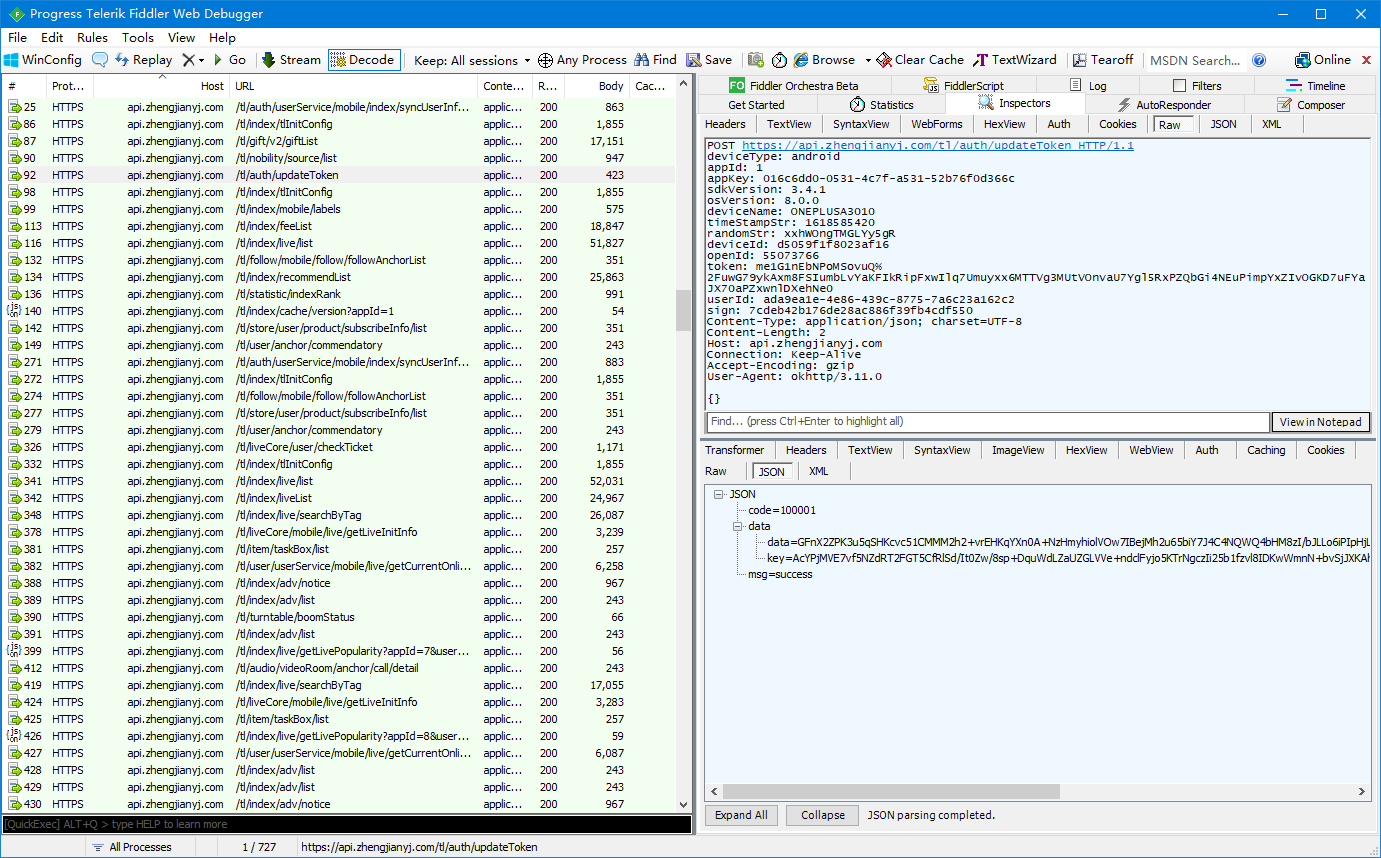 Progress Telerik Fiddler Web Debugger
File Edit Rules Tools View Help
WinConfig Replay Go Stream Decode Keep: All sessions Any Process Find Save Browse Clear Cache TextWizard Tearoff MSDN Search... Online
# Prot... Host URL Conte... R... Body Cac...
25 HTTPS api.zhengjianyj.com /tl/auth/userService/mobile/index/syncUserInf... applic... 200 863
86 HTTPS api.zhengjianyj.com /tl/index/tlInitConfig applic... 200 1,855
87 HTTPS api.zhengjianyj.com /tl/gift/v2/giftList applic... 200 17,151
90 HTTPS api.zhengjianyj.com /tl/nobility/source/list applic... 200 947
92 HTTPS api.zhengjianyj.com /tl/auth/updateToken applic... 200 423
98 HTTPS api.zhengjianyj.com /tl/index/tlInitConfig applic... 200 1,855
99 HTTPS api.zhengjianyj.com /tl/index/mobile/labels applic... 200 575
113 HTTPS api.zhengjianyj.com /tl/index/feeList applic... 200 18,847
116 HTTPS api.zhengjianyj.com /tl/index/live/list applic... 200 51,827
132 HTTPS api.zhengjianyj.com /tl/follow/mobile/follow/followAnchorList applic... 200 351
134 HTTPS api.zhengjianyj.com /tl/index/recommendList applic... 200 25,863
136 HTTPS api.zhengjianyj.com /tl/statistic/indexRank applic... 200 991
140 HTTPS api.zhengjianyj.com /tl/index/cache/version?appId=1 applic... 200 54
142 HTTPS api.zhengjianyj.com /tl/store/user/product/subscribeInfo/list applic... 200 351
149 HTTPS api.zhengjianyj.com /tl/user/anchor/commendatory applic... 200 243
271 HTTPS api.zhengjianyj.com /tl/auth/userService/mobile/index/syncUserInf... applic... 200 883
272 HTTPS api.zhengjianyj.com /tl/index/tlInitConfig applic... 200 1,855
274 HTTPS api.zhengjianyj.com /tl/follow/mobile/follow/followAnchorList applic... 200 351
277 HTTPS api.zhengjianyj.com /tl/store/user/product/subscribeInfo/list applic... 200 351
279 HTTPS api.zhengjianyj.com /tl/user/anchor/commendatory applic... 200 243
326 HTTPS api.zhengjianyj.com /tl/liveCore/user/checkTicket applic... 200 1,171
332 HTTPS api.zhengjianyj.com /tl/index/tlInitConfig applic... 200 1,855
341 HTTPS api.zhengjianyj.com /tl/index/live/list applic... 200 52,031
342 HTTPS api.zhengjianyj.com /tl/index/liveList applic... 200 24,967
348 HTTPS api.zhengjianyj.com /tl/index/live/searchByTag applic... 200 26,087
378 HTTPS api.zhengjianyj.com /tl/liveCore/mobile/live/getLiveInitInfo applic... 200 3,239
381 HTTPS api.zhengjianyj.com /tl/item/taskBox/list applic... 200 257
382 HTTPS api.zhengjianyj.com /tl/user/userService/mobile/live/getCurrentOnli... applic... 200 6,258
388 HTTPS api.zhengjianyj.com /tl/index/adv/notice applic... 200 967
389 HTTPS api.zhengjianyj.com /tl/index/adv/list applic... 200 243
390 HTTPS api.zhengjianyj.com /tl/turntable/boomStatus applic... 200 66
391 HTTPS api.zhengjianyj.com /tl/index/adv/list applic... 200 243
399 HTTPS api.zhengjianyj.com /tl/index/live/getLivePopularity?appId=7&user... applic... 200 56
412 HTTPS api.zhengjianyj.com /tl/audio/videoRoom/anchor/call/detail applic... 200 243
419 HTTPS api.zhengjianyj.com /tl/index/live/searchByTag applic... 200 17,055
424 HTTPS api.zhengjianyj.com /tl/liveCore/mobile/live/getLiveInitInfo applic... 200 3,283
425 HTTPS api.zhengjianyj.com /tl/item/taskBox/list applic... 200 257
426 HTTPS api.zhengjianyj.com /tl/index/live/getLivePopularity?appId=8&user... applic... 200 59
427 HTTPS api.zhengjianyj.com /tl/user/userService/mobile/live/getCurrentOnli... applic... 200 6,087
428 HTTPS api.zhengjianyj.com /tl/index/adv/list applic... 200 243
429 HTTPS api.zhengjianyj.com /tl/index/adv/list applic... 200 243
430 HTTPS api.zhengjianyj.com /tl/index/adv/notice applic... 200 967
[QuickExec] ALT+Q > type HELP to learn more
All Processes 1 / 727 https://api.zhengjianyj.com/tl/auth/updateToken
FO Fiddler Orchestra Beta FiddlerScript Log Filters Timeline
Get Started Statistics Inspectors AutoResponder Composer
Headers TextView SyntaxView WebForms HexView Auth Cookies Raw JSON XML
POST https://api.zhengjianyj.com/tl/auth/updateToken HTTP/1.1
deviceType: android
appId: 1
appKey: 016c6dd0-0531-4c7f-a531-52b76f0d366c
sdkVersion: 3.4.1
osVersion: 8.0.0
deviceName: ONEPLUSA3010
timeStampStr: 1618585420
randomStr: xxhWOngTMGLYy5gR
deviceId: d5059f1f8023af16
openId: 55073766
token: me1G1nEbNPoMSovuQ%
2FuwG79ykAxm8FSIumbLvYaKFIkRipFxwIlq7Umuyxx6MTTVg3MUtVOnvaU7Ygl5RxPZQbGi4NEuPimpYxZIvOGKD7uFYa
JX70aPZxwnlDXehNe0
userId: ada9ea1e-4e86-439c-8775-7a6c23a162c2
sign: 7cdeb42b176de28ac886f39fb4cdf550
Content-Type: application/json; charset=UTF-8
Content-Length: 2
Host: api.zhengjianyj.com
Connection: Keep-Alive
Accept-Encoding: gzip
User-Agent: okhttp/3.11.0
{}
Find... (press Ctrl+Enter to highlight all) View in Notepad
Transformer Headers TextView SyntaxView ImageView HexView WebView Auth Caching Cookies
Raw JSON XML
JSON
code=100001
data
data=GFnX2ZPK3u5qSHKcvc51CMMM2h2+vrEHKqYXn0A+NzHmyhiolVOw7IBejMh2u65biY7J4C4NQWQ4bHM8zI/bJLLo6iPIpHjL
key=AcYPjMVE7vf5NZdRT2FGT5CfRlSd/It0Zw/8sp+DquWdLZaUZGLVVe+ndclFyjo5KTrNgczIi25b1fzvl8IDKwWmnN+bvSjJXKAh
msg=success
Expand All Collapse JSON parsing completed.